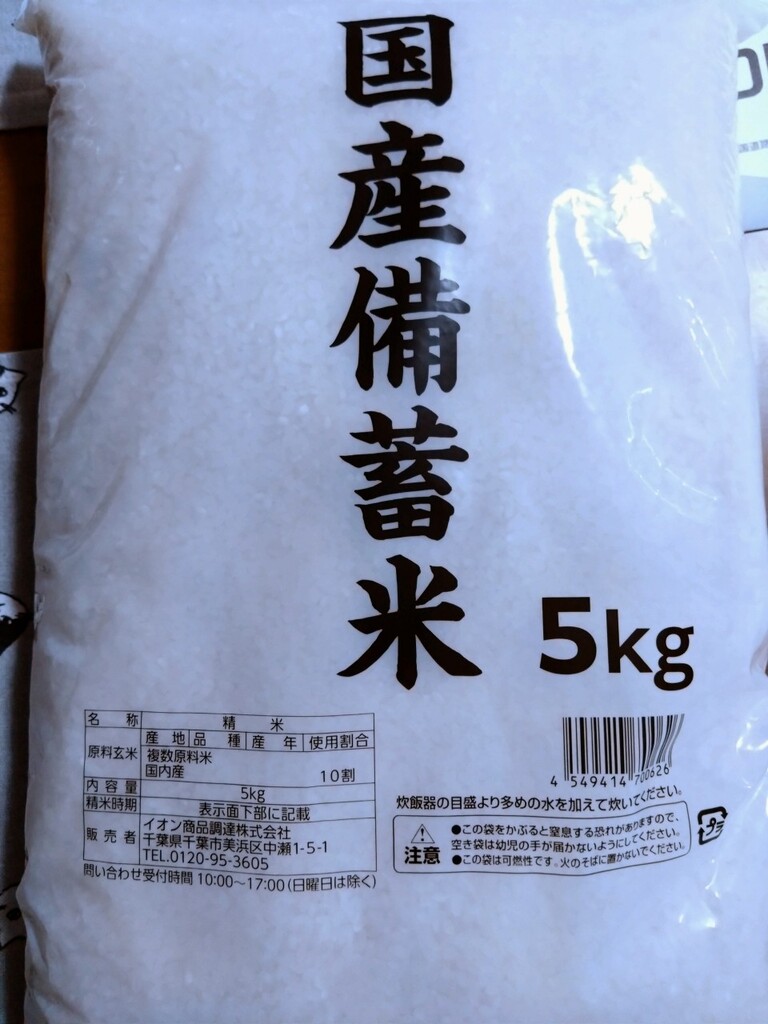 国産備蓄米
5kg
名称 精米
原料玄米 産地 品種 産年 使用割合
複数原料米
国内産 10割
内容量 5kg
精米時期 表示面下部に記載
販売者 イオン商品調達株式会社
千葉県千葉市美浜区中瀬1-5-1
TEL.0120-95-3605
問い合わせ受付時間 10:00～17:00(日曜日は除く)
4 549414 700626
炊飯器の目盛より多めの水を加えて炊いてください。
注意
●この袋をかぶると窒息する恐れがありますので、
空き袋は幼児の手が届かないようにしてください。
●この袋は可燃性です。火のそばに置かないでください。
プラ